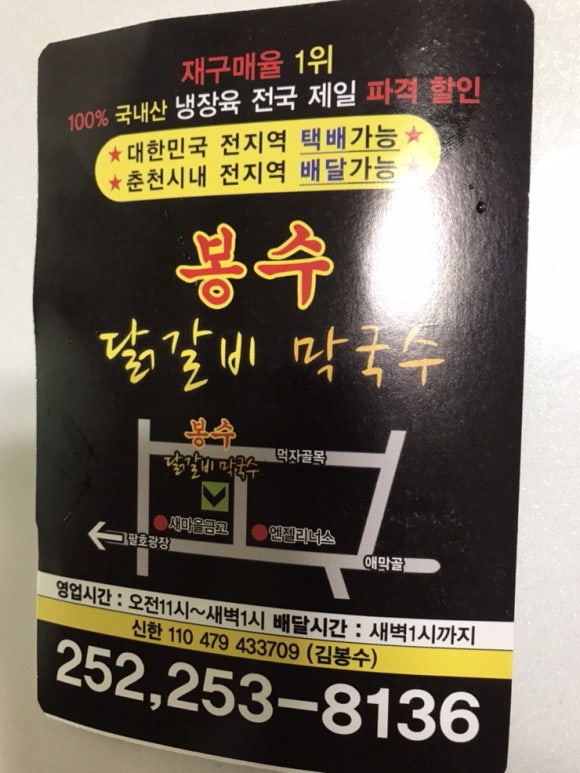 재구매율 1위
100% 국내산 냉장육 전국 제일 파격 할인
★대한민국 전지역 택배가능★
★춘천시내 전지역 배달가능★
봉수
닭갈비 막국수
봉수
닭갈비 막국수
먹자골목
새마을금고
엔젤리너스
팔호광장
애막골
영업시간 : 오전11시~새벽1시 배달시간 : 새벽1시까지
신한 110 479 433709 (김봉수)
252,253-8136